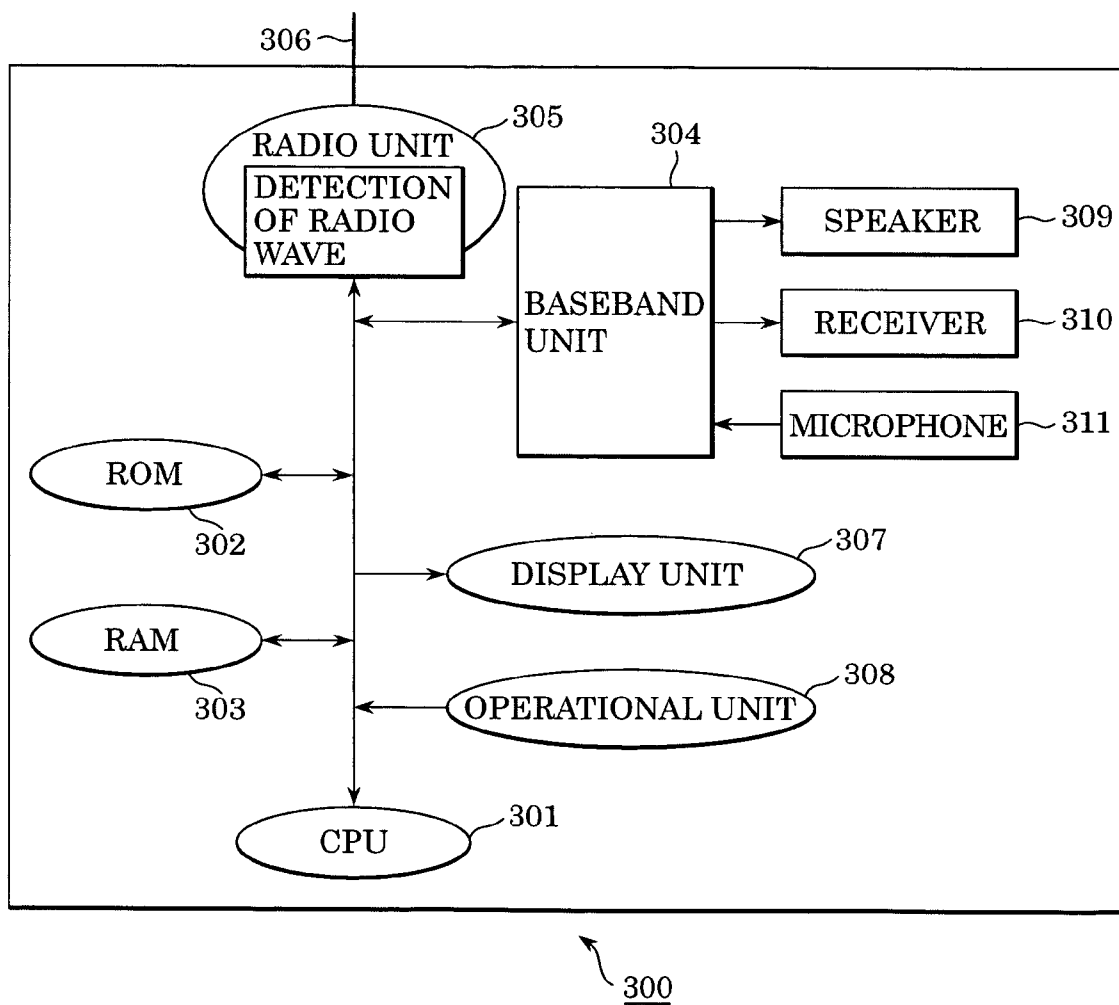 306
305
RADIO UNIT
DETECTION
OF RADIO
WAVE
304
BASEBAND
UNIT
SPEAKER
309
RECEIVER
310
MICROPHONE
311
ROM
302
307
DISPLAY UNIT
RAM
303
308
OPERATIONAL UNIT
301
CPU
300